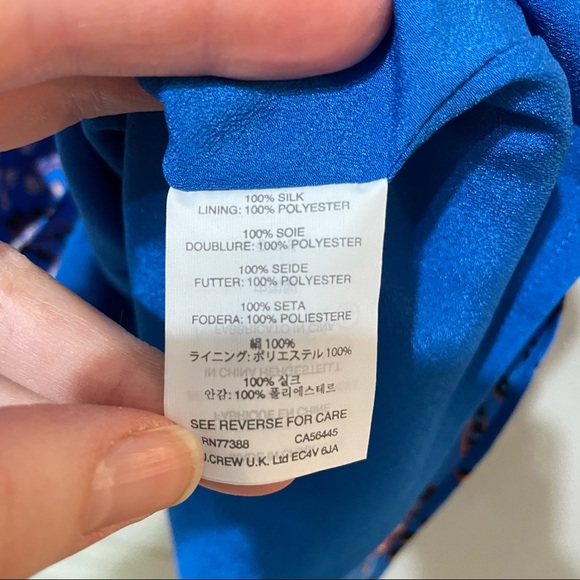 100% SILK
LINING: 100% POLYESTER
100% SOIE
DOUBLURE: 100% POLYESTER
100% SEIDE
FUTTER: 100% POLYESTER
100% SETA
FODERA: 100% POLIESTERE
絹 100%
ライニング: ポリエステル 100%
100% 실크
안감: 100% 폴리에스테르
SEE REVERSE FOR CARE
RN77388 CA56445
J.CREW U.K. Ltd EC4V 6JA